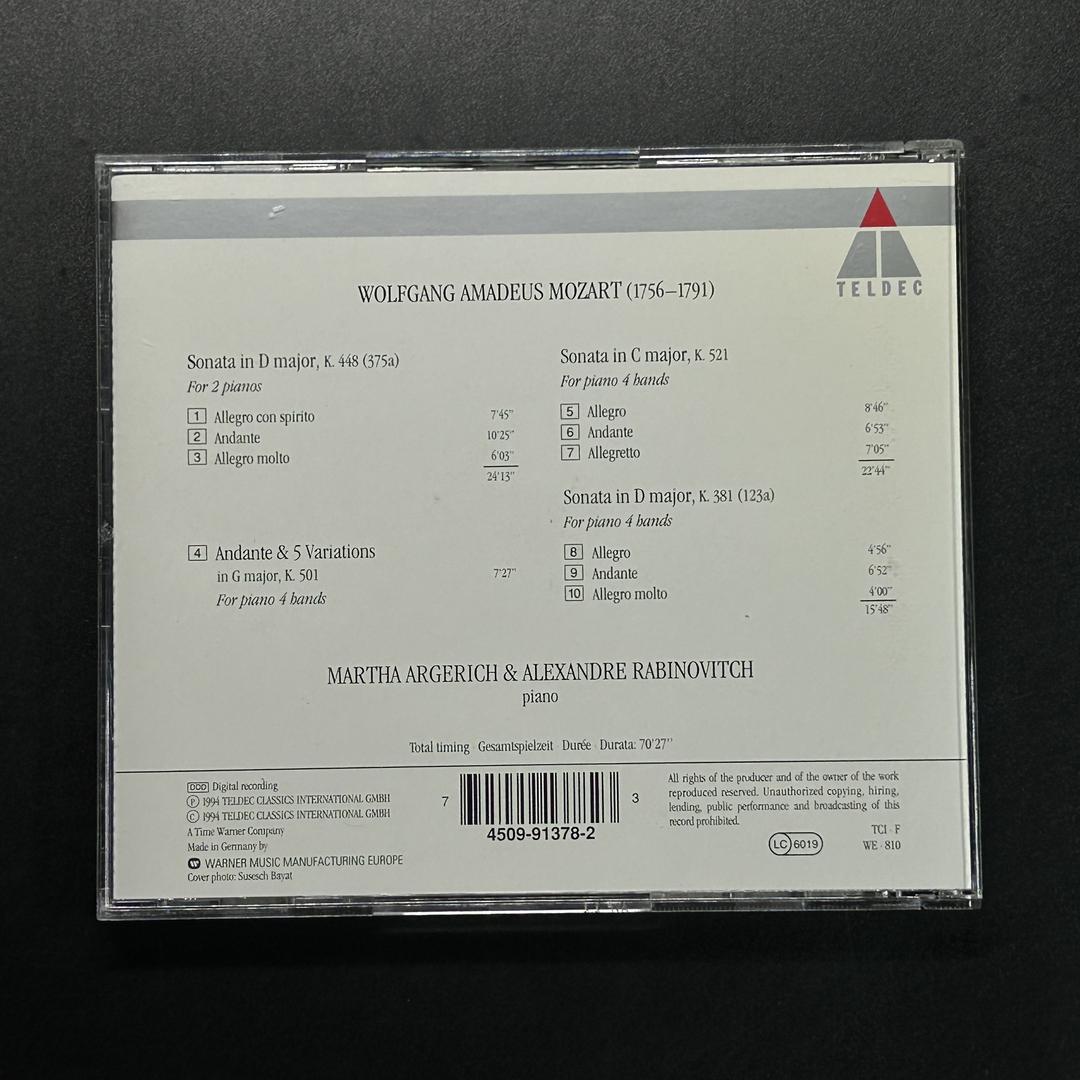 TELDEC
WOLFGANG AMADEUS MOZART (1756–1791)
Sonata in D major, K. 448 (375a)
For 2 pianos
1 Allegro con spirito 7'45"
2 Andante 10'25"
3 Allegro molto 6'03"
24'13"
4 Andante & 5 Variations
in G major, K. 501 7'27"
For piano 4 hands
Sonata in C major, K. 521
For piano 4 hands
5 Allegro 8'46"
6 Andante 6'53"
7 Allegretto 7'05"
22'44"
Sonata in D major, K. 381 (123a)
For piano 4 hands
8 Allegro 4'56"
9 Andante 6'52"
10 Allegro molto 4'00"
15'48"
MARTHA ARGERICH & ALEXANDRE RABINOVITCH
piano
Total timing · Gesamtspielzeit · Durée · Durata: 70'27"
DDD Digital recording
Ⓟ 1994 TELDEC CLASSICS INTERNATIONAL GMBH
© 1994 TELDEC CLASSICS INTERNATIONAL GMBH
A Time Warner Company
Made in Germany by
WARNER MUSIC MANUFACTURING EUROPE
Cover photo: Susesch Bayat
7 3
4509-91378-2
All rights of the producer and of the owner of the work
reproduced reserved. Unauthorized copying, hiring,
lending, public performance and broadcasting of this
record prohibited.
LC 6019
TCI · F
WE · 810